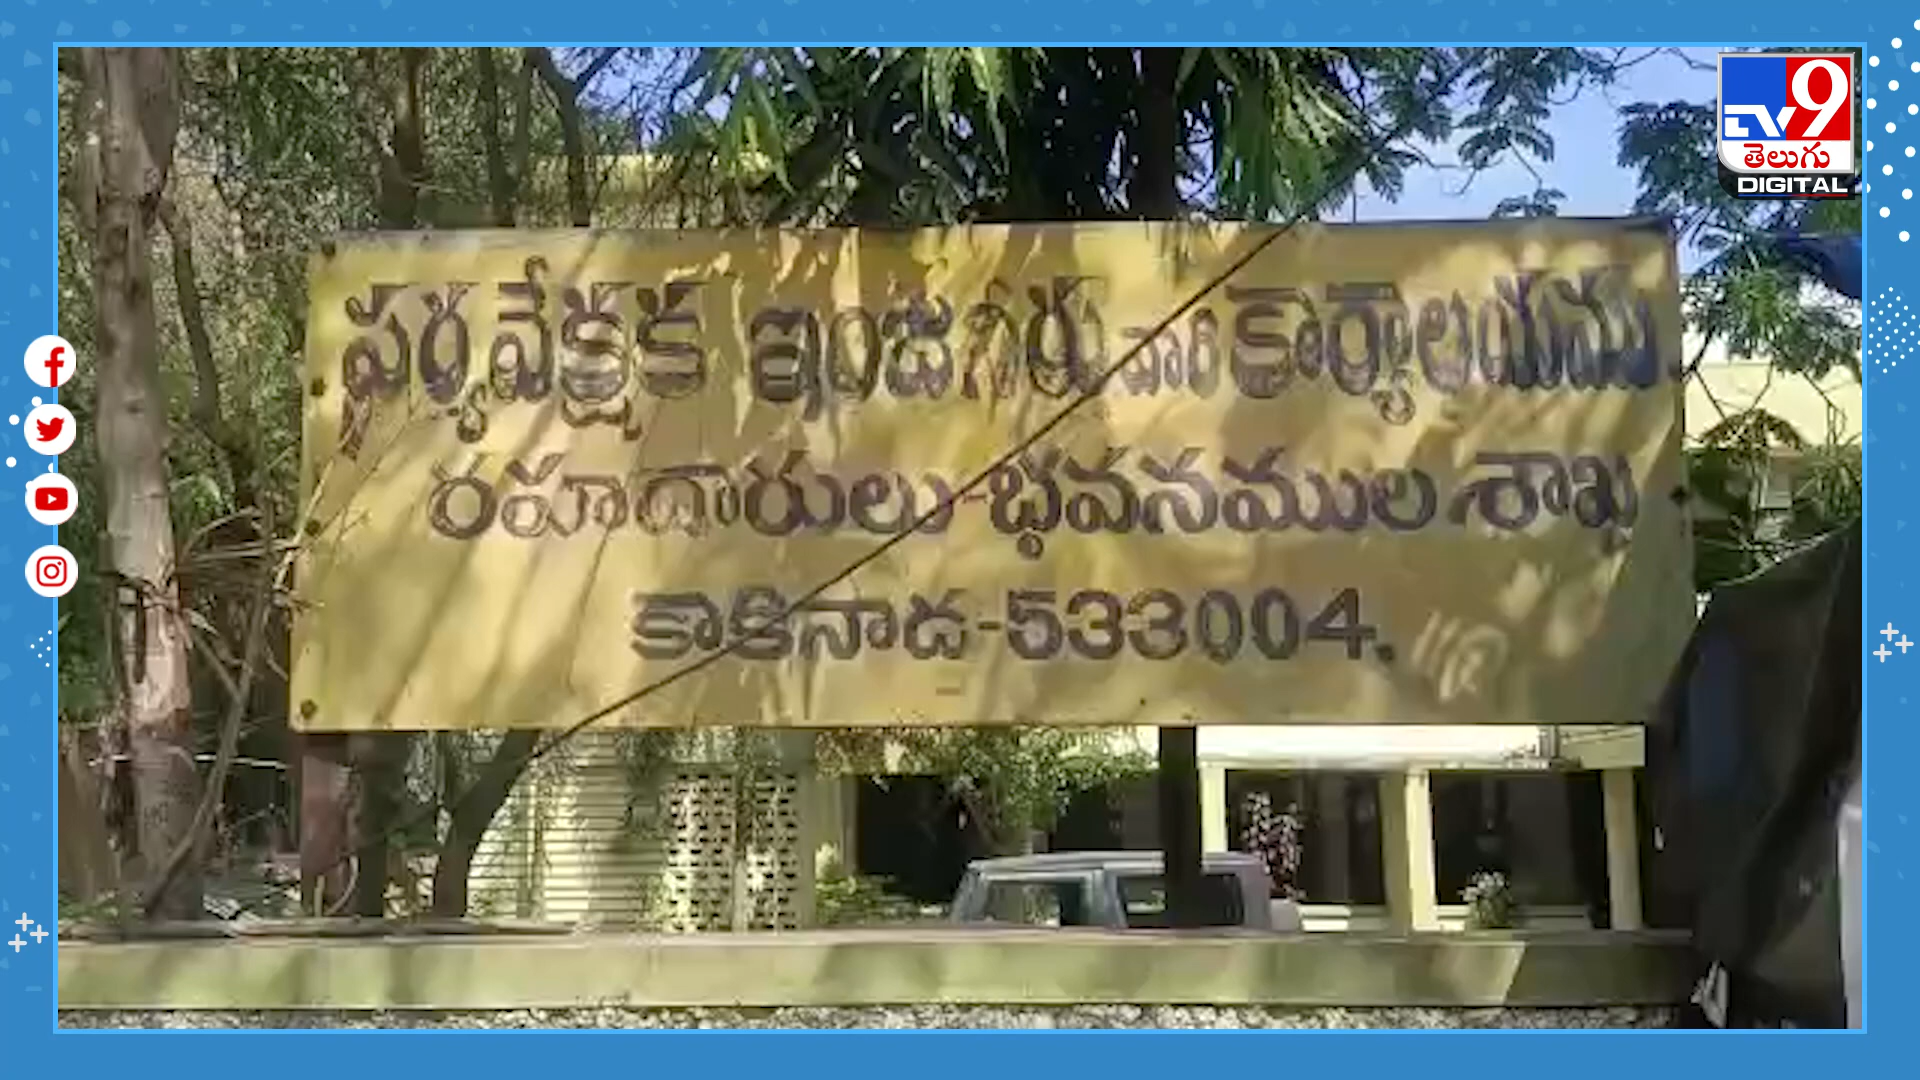 పర్యవేక్షక ఇంజనీరు వారి కార్యాలయము
రహదారులు-భవనముల శాఖ
కాకినాడ-533004.
TV9
తెలుగు
DIGITAL